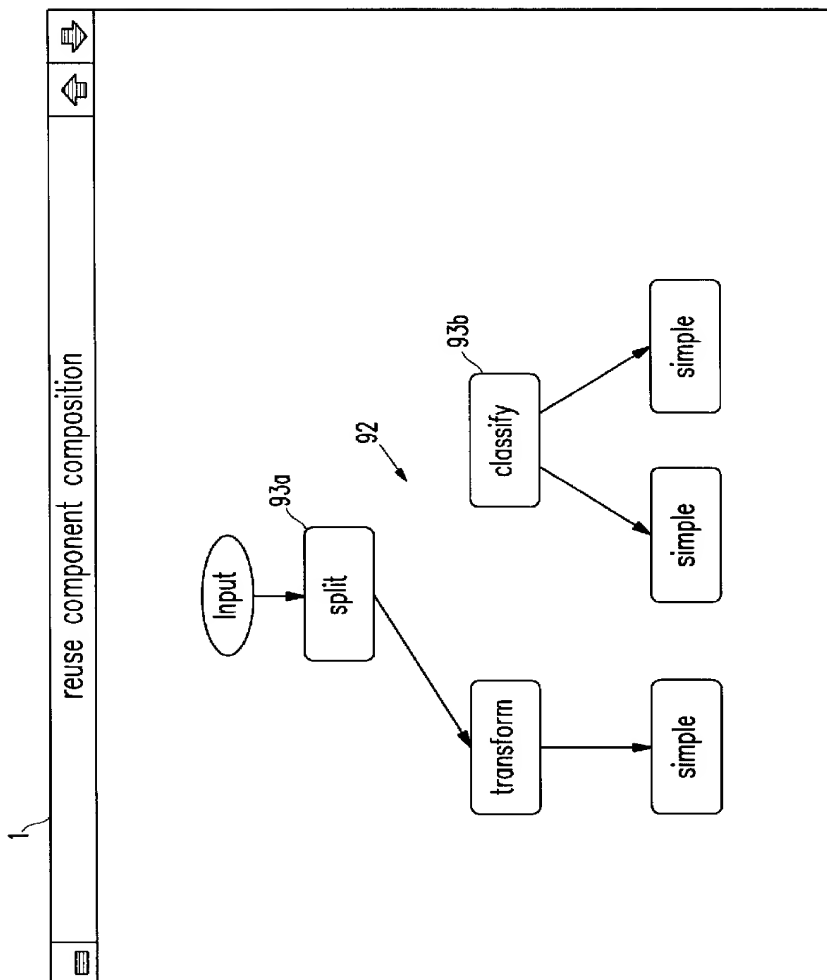 1
reuse component composition
Input
93a
split
92
93b
transform
classify
simple
simple
simple